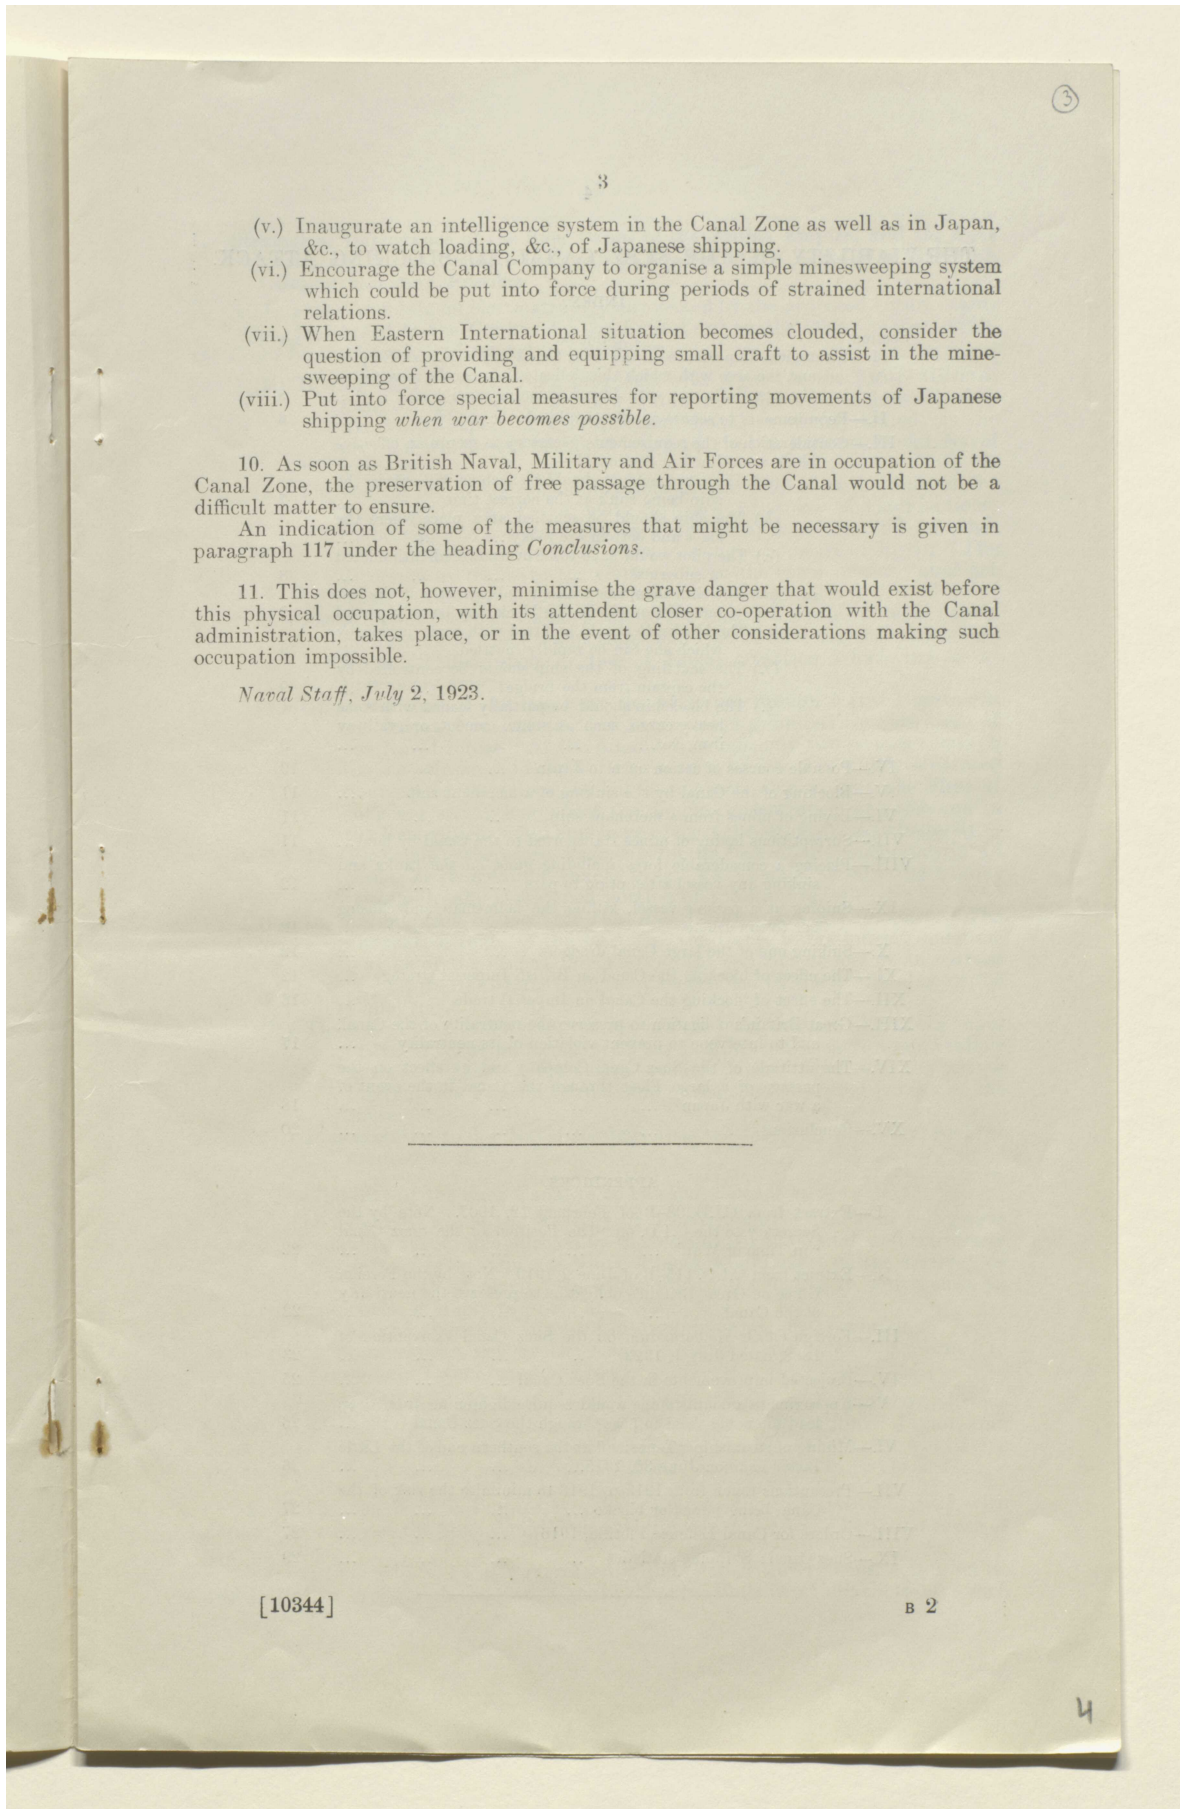 3
3
(v.) Inaugurate an intelligence system in the Canal Zone as well as in Japan,
&c., to watch loading, &c., of Japanese shipping.
(vi.) Encourage the Canal Company to organise a simple minesweeping system
which could be put into force during periods of strained international
relations.
(vii.) When Eastern International situation becomes clouded, consider the
question of providing and equipping small craft to assist in the mine-
sweeping of the Canal.
(viii.) Put into force special measures for reporting movements of Japanese
shipping when war becomes possible.
10. As soon as British Naval, Military and Air Forces are in occupation of the
Canal Zone, the preservation of free passage through the Canal would not be a
difficult matter to ensure.
An indication of some of the measures that might be necessary is given in
paragraph 117 under the heading Conclusions.
11. This does not, however, minimise the grave danger that would exist before
this physical occupation, with its attendent closer co-operation with the Canal
administration, takes place, or in the event of other considerations making such
occupation impossible.
Naval Staff, July 2, 1923.
[10344]
B 2
4